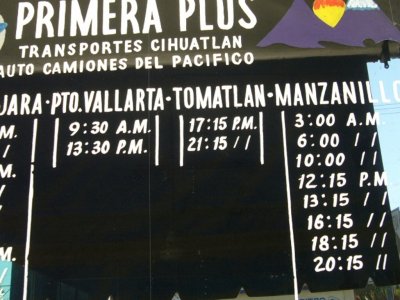 PRIMERA PLUS
TRANSPORTES CIHUATLAN
AUTO CAMIONES DEL PACIFICO
JARA · PTO. VALLARTA · TOMATLAN · MANZANILLO
M. 9:30 A.M. 17:15 P.M. 3:00 A.M.
13:30 P.M. 21:15 // 6:00 //
10:00 //
12:15 P.M
13:15 //
16:15 //
M. 18:15 //
20:15 //